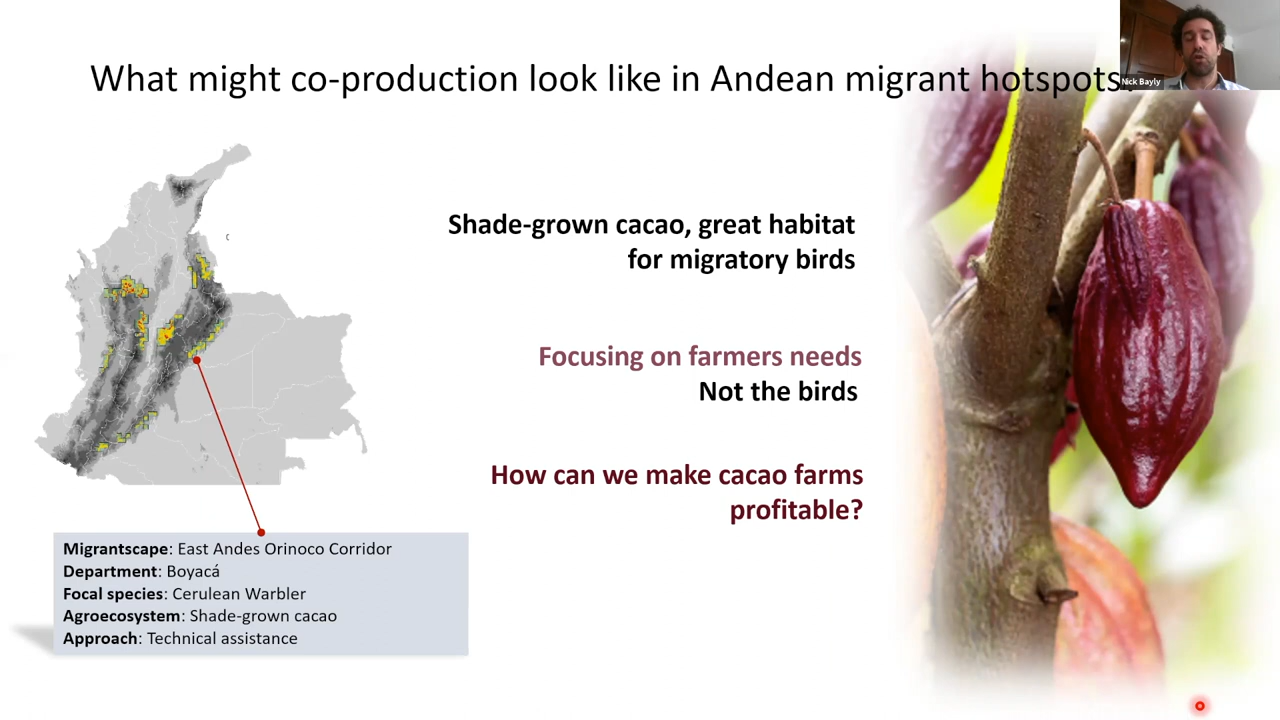 What might co-production look like in Andean migrant hotspots
Nick Bayly
Shade-grown cacao, great habitat
for migratory birds
Focusing on farmers needs
Not the birds
How can we make cacao farms
profitable?
Migrantscape: East Andes Orinoco Corridor
Department: Boyacá
Focal species: Cerulean Warbler
Agroecosystem: Shade-grown cacao
Approach: Technical assistance